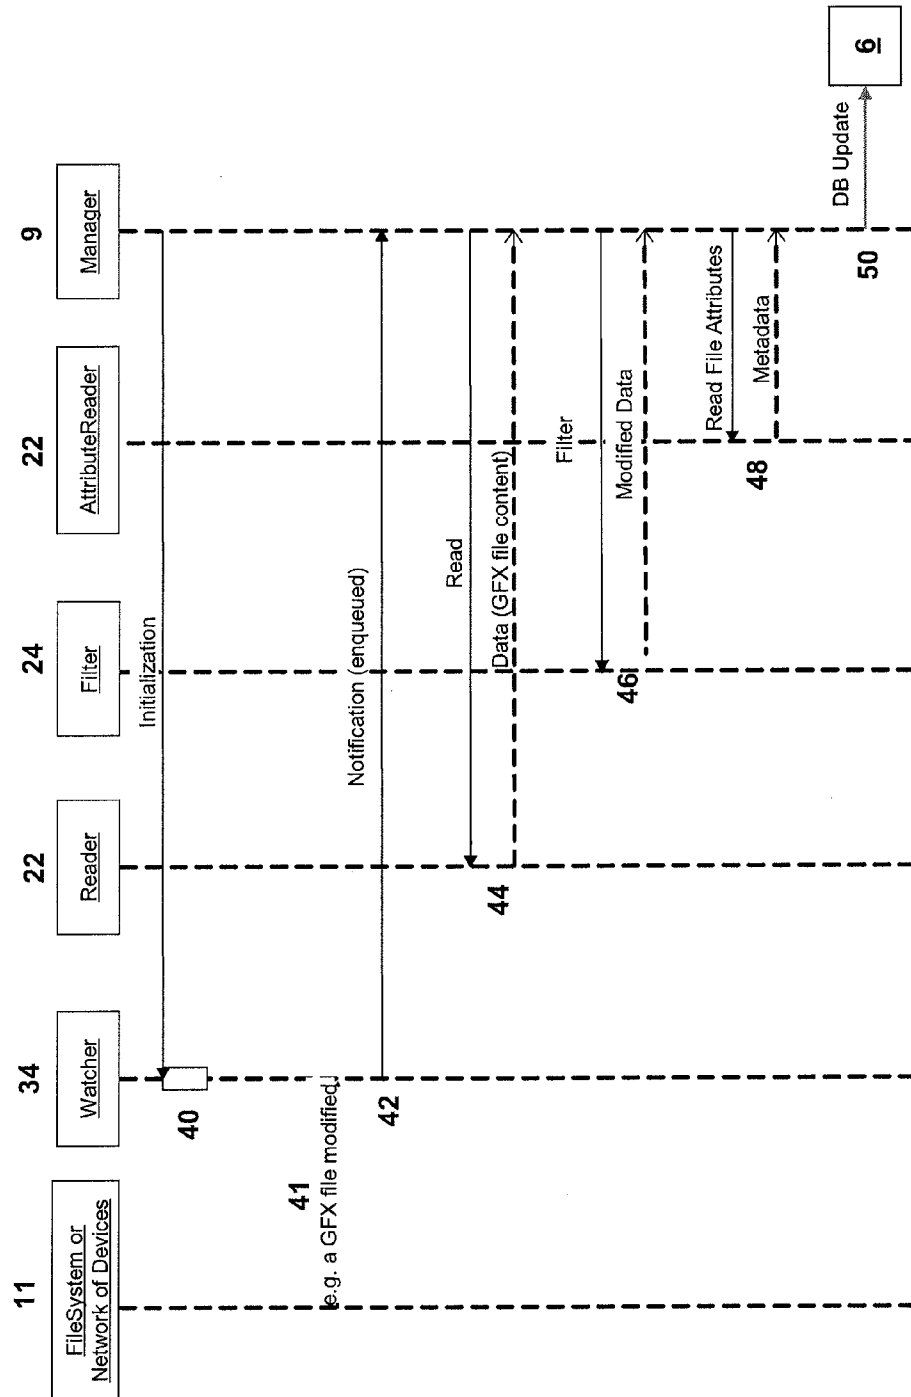 11
34
22
24
22
9
FileSystem or
Network of Devices
Watcher
Reader
Filter
AttributeReader
Manager
Initialization
40
41
e.g. a GFX file modified
Notification (enqueued)
42
Read
44
Data (GFX file content)
Filter
46
Modified Data
Read File Attributes
48
Metadata
DB Update
50
6